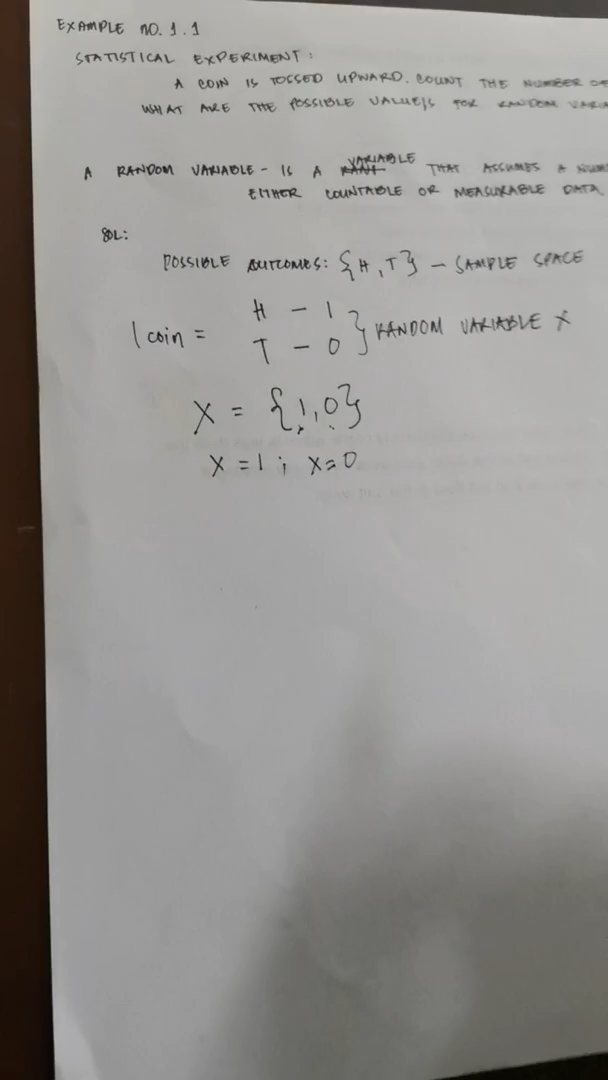 EXAMPLE NO. 1.1
STATISTICAL EXPERIMENT:
A COIN IS TOSSED UPWARD. COUNT THE NUMBER OF
WHAT ARE THE POSSIBLE VALUE/S FOR RANDOM
A RANDOM VARIABLE - IS A VARIABLE THAT ASSUMES A
EITHER COUNTABLE OR MEASURABLE DATA
SOL:
POSSIBLE OUTCOMES: {H, T} - SAMPLE SPACE
1 coin = H - 1
T - 0 } RANDOM VARIABLE X
X = {1, 0}
X = 1 ; X = 0